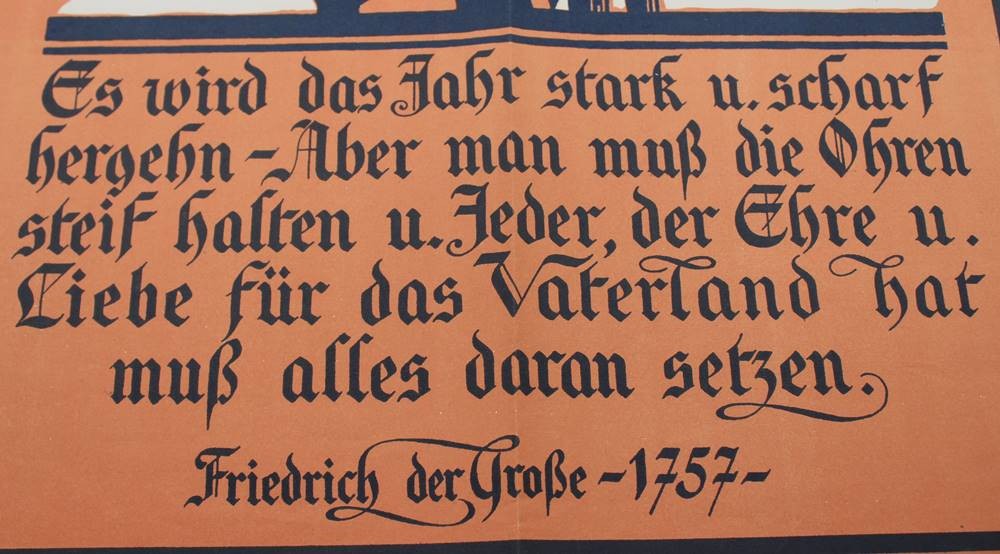 Es wird das Jahr stark u. scharf
hergehn - Aber man muß die Ohren
steif halten u. Jeder, der Ehre u.
Liebe für das Vaterland hat
muß alles daran setzen.
Friedrich der Große - 1757 -